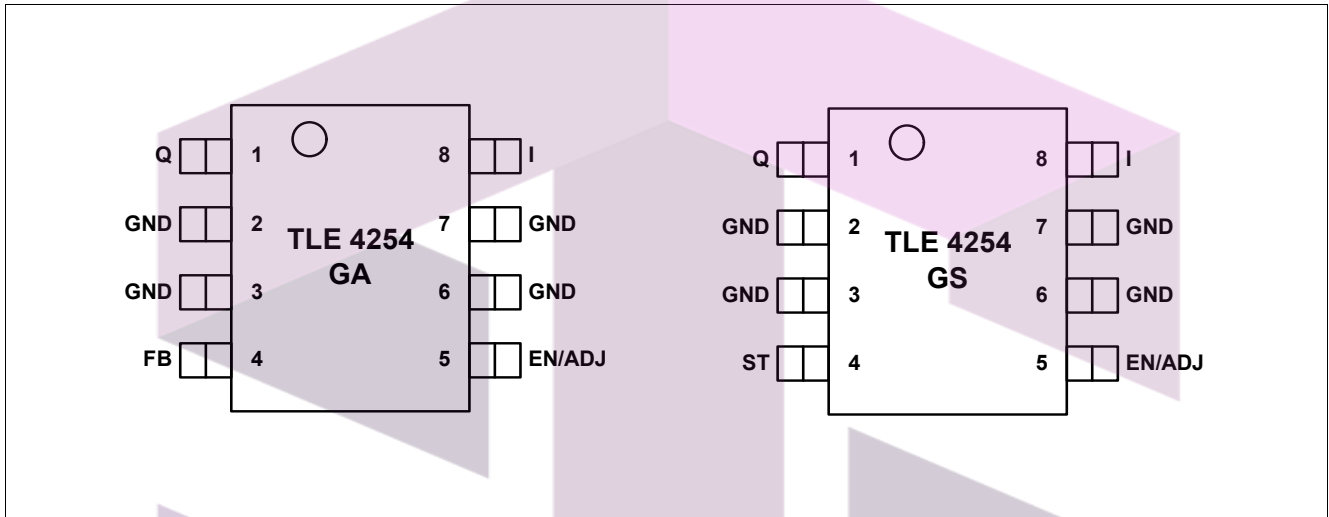 Q 1 8 I
GND 2 7 GND
TLE 4254
GA
GND 3 6 GND
FB 4 5 EN/ADJ
Q 1 8 I
GND 2 7 GND
TLE 4254
GS
GND 3 6 GND
ST 4 5 EN/ADJ